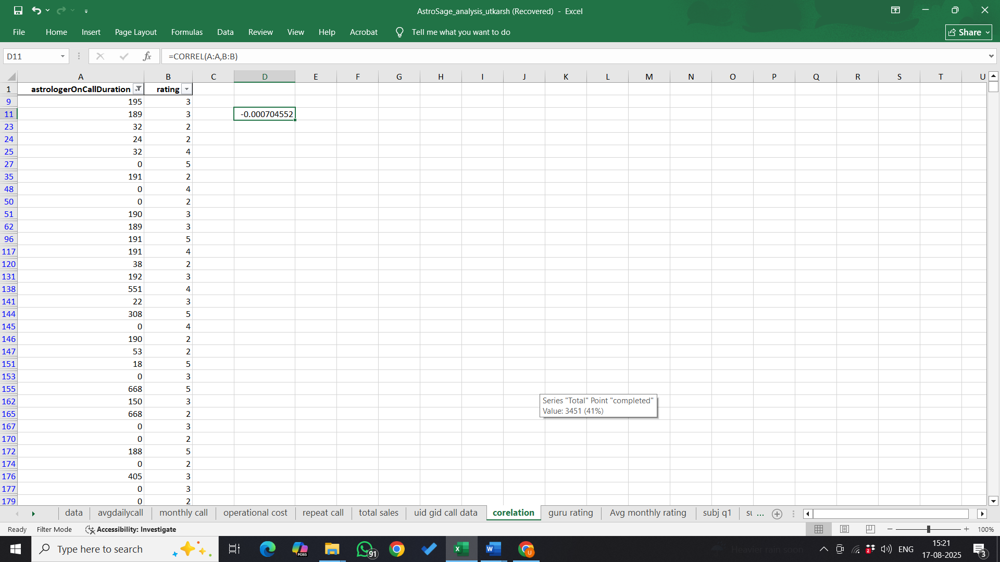 AstroSage_analysis_utkarsh (Recovered) - Excel
File Home Insert Page Layout Formulas Data Review View Help Acrobat Tell me what you want to do Share
D11 fx =CORREL(A:A,B:B)
A B C D E F G H I J K L M N O P Q R S T U
1 astrologerOnCallDuration rating
9 195 3
11 189 3 -0.000704552
23 32 2
24 24 2
25 32 4
27 0 5
35 191 2
48 0 4
50 0 2
51 190 3
62 189 3
96 191 5
117 191 4
120 38 2
131 192 3
138 551 4
141 22 3
144 308 5
145 0 4
146 190 2
147 53 2
151 18 5
153 0 3
155 668 5
162 150 3
165 668 2
167 0 3
170 0 2
172 188 5
174 0 2
176 405 3
177 0 3
179 0 2
Series "Total" Point "completed"
Value: 3451 (41%)
data avgdailycall monthly call operational cost repeat call total sales uid gid call data corelation guru rating Avg monthly rating subj q1 su ...
Ready Filter Mode Accessibility: Investigate 100%
Type here to search M365 91 Heavier rain soon 2 ENG 15:21
17-08-2025 3